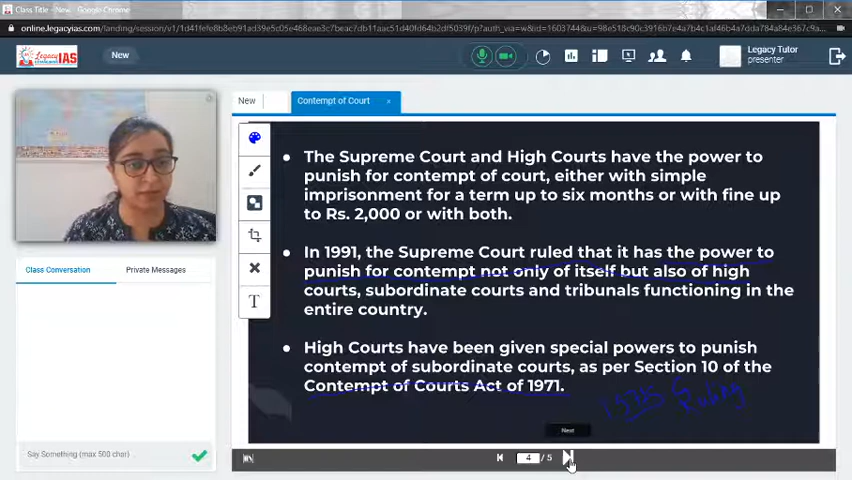 Class Title - New - Google Chrome
New
Legacy Tutor
presenter
New
Contempt of Court
The Supreme Court and High Courts have the power to
punish for contempt of court, either with simple
imprisonment for a term up to six months or with fine up
to Rs. 2,000 or with both.
In 1991, the Supreme Court ruled that it has the power to
punish for contempt not only of itself but also of high
courts, subordinate courts and tribunals functioning in the
entire country.
High Courts have been given special powers to punish
contempt of subordinate courts, as per Section 10 of the
Contempt of Courts Act of 1971.
T
Class Conversation
Private Messages
Next
Say Something (max 500 char)
4 / 5